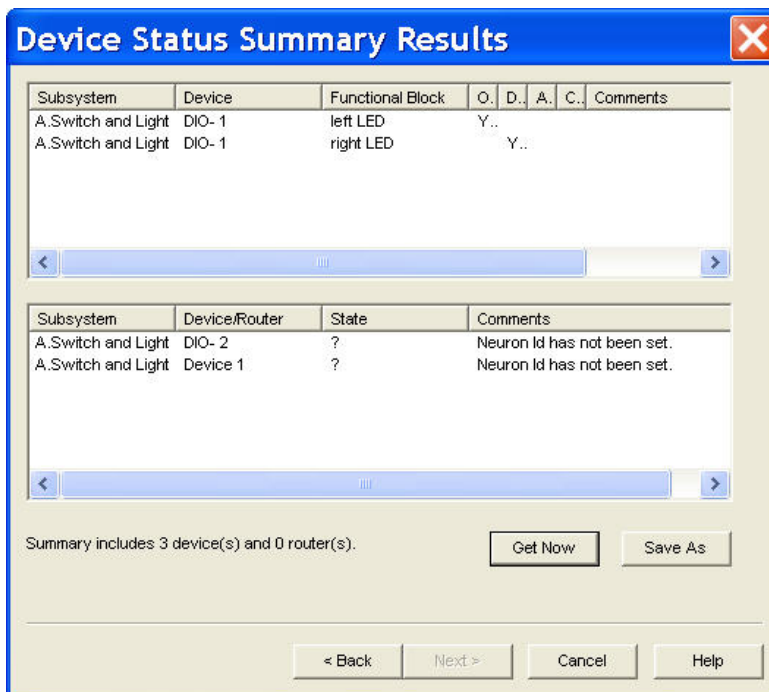 Device Status Summary Results
Subsystem Device Functional Block O. D.. A. C.. Comments
A.Switch and Light DIO- 1 left LED Y..
A.Switch and Light DIO- 1 right LED Y..
Subsystem Device/Router State Comments
A.Switch and Light DIO- 2 ? Neuron Id has not been set.
A.Switch and Light Device 1 ? Neuron Id has not been set.
Summary includes 3 device(s) and 0 router(s). Get Now Save As
< Back Next > Cancel Help